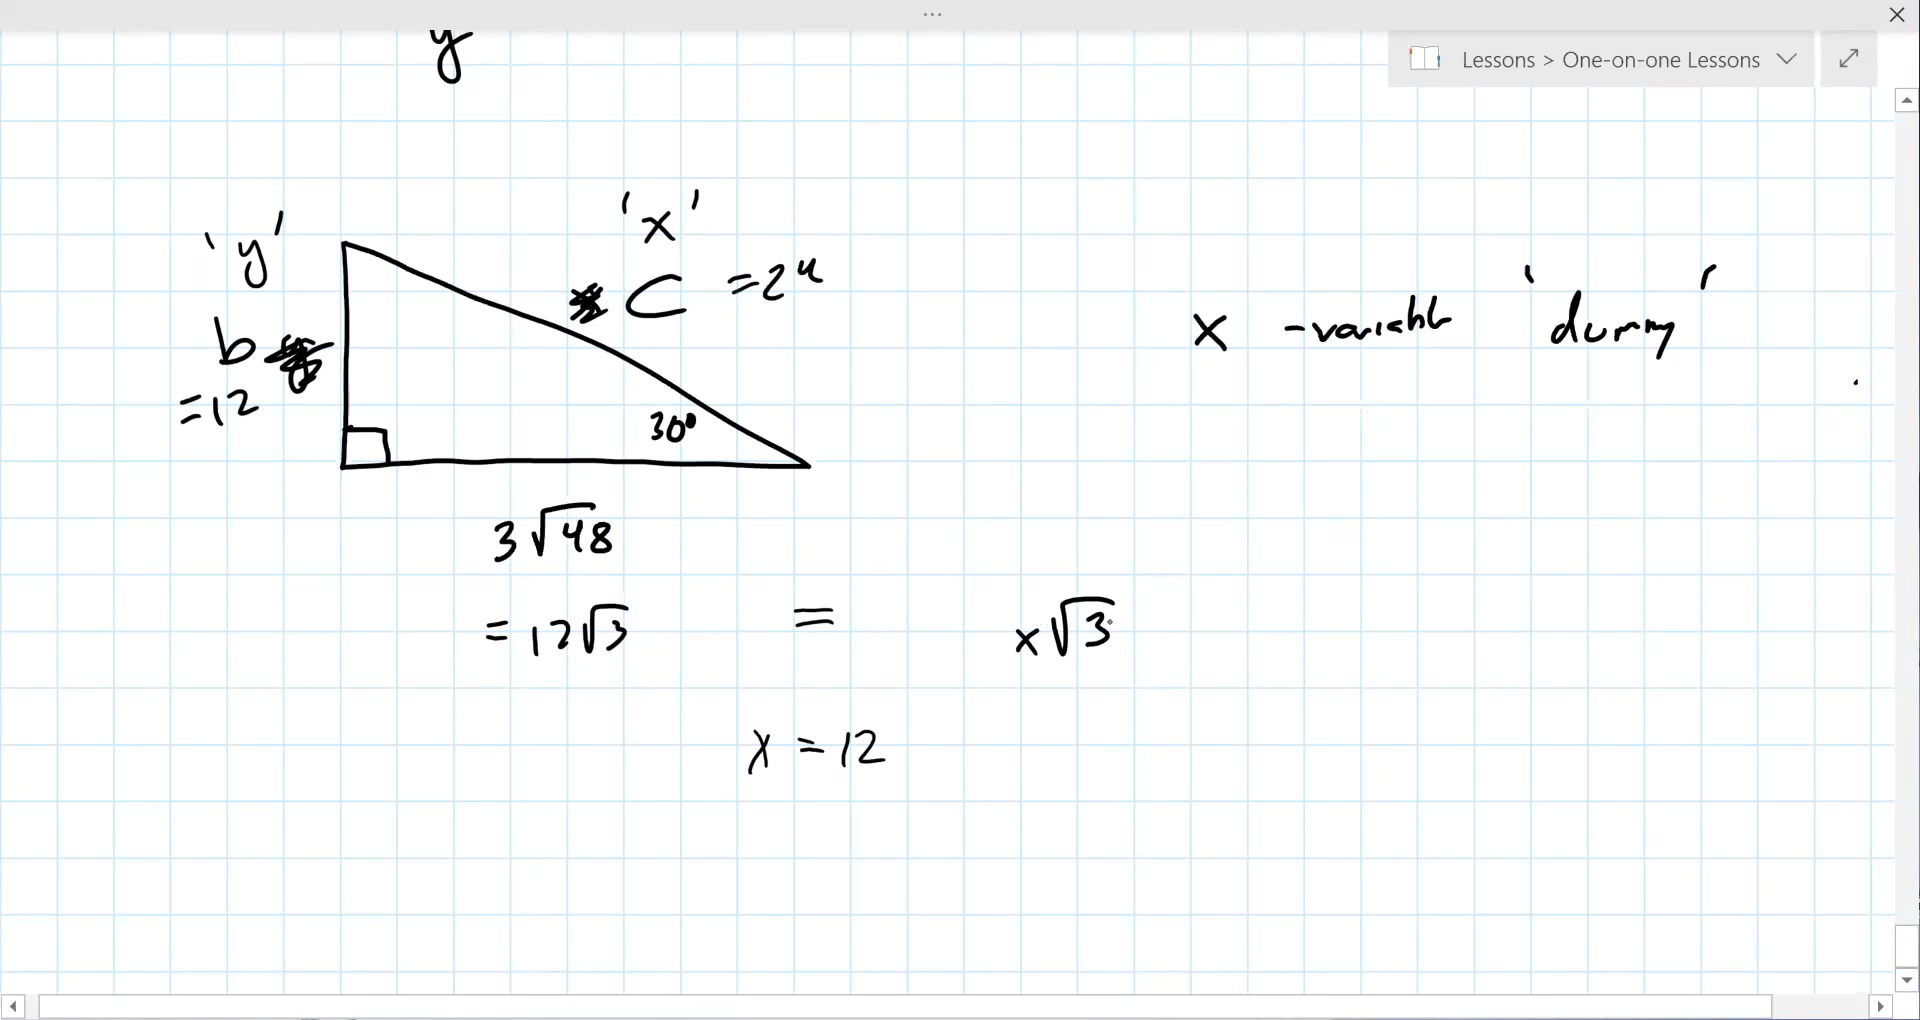 ...
Lessons > One-on-one Lessons
y
'y'
'x'
C =24
b
=12
30°
x -variable 'dummy'
3√48
= 12√3 = x√3
x = 12